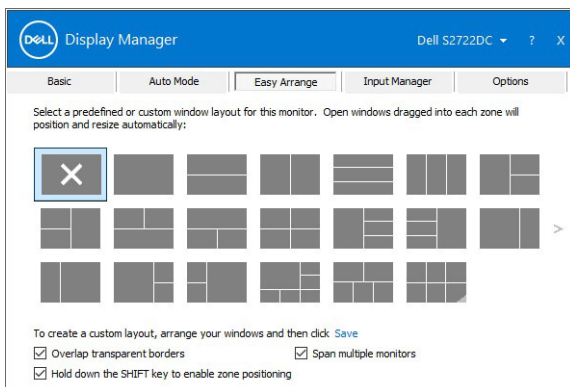 DELL Display Manager Dell S2722DC ? X
Basic Auto Mode Easy Arrange Input Manager Options
Select a predefined or custom window layout for this monitor. Open windows dragged into each zone will
position and resize automatically:
>
To create a custom layout, arrange your windows and then click Save
Overlap transparent borders Span multiple monitors
Hold down the SHIFT key to enable zone positioning